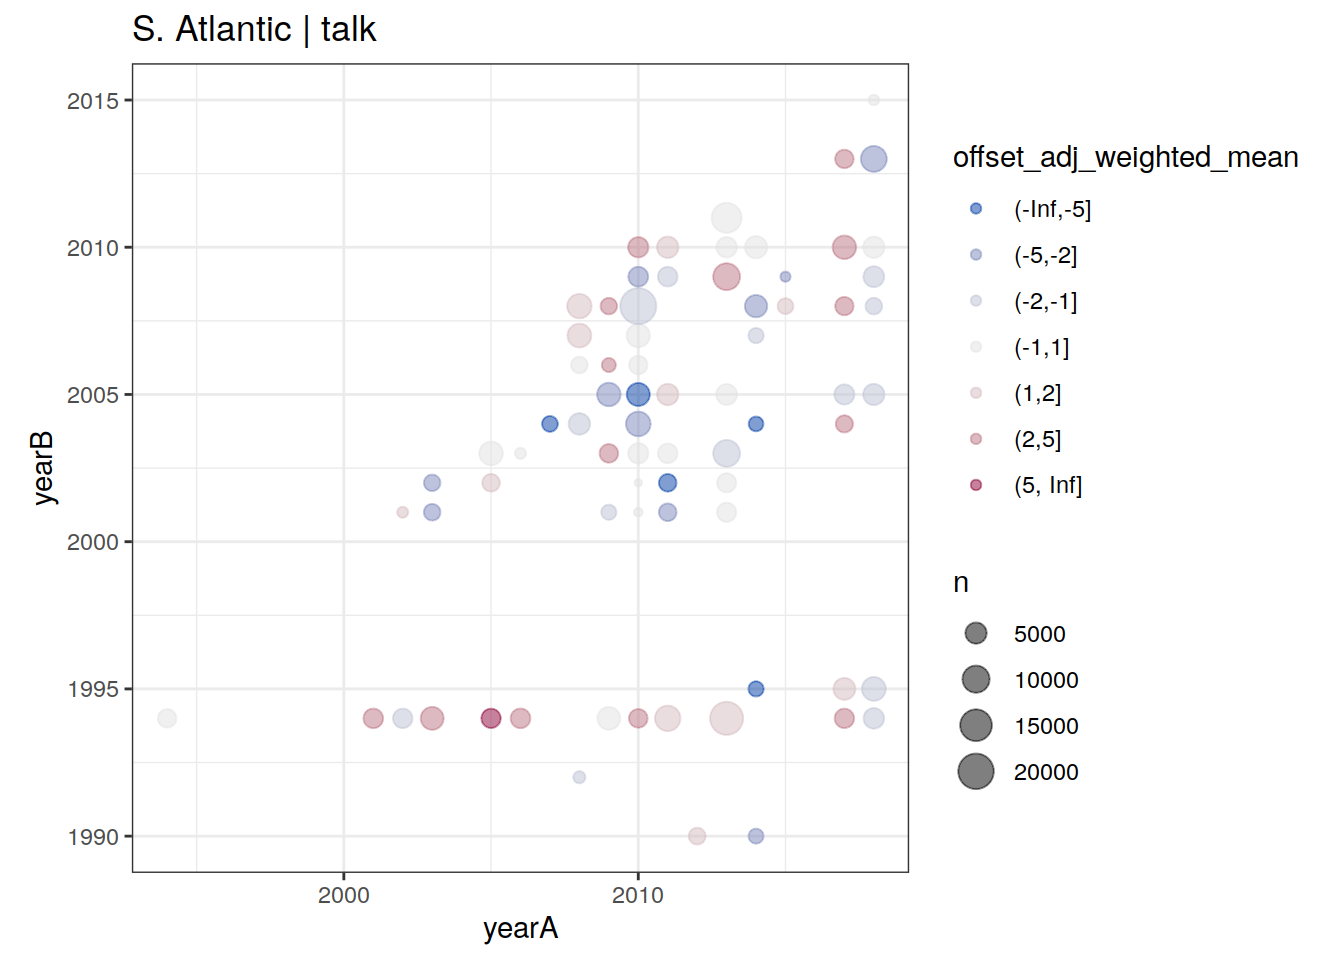 S. Atlantic | talk
2015
2010
2005
2000
1995
1990
yearB
2000
2010
yearA
offset_adj_weighted_mean
(-Inf,-5]
(-5,-2]
(-2,-1]
(-1,1]
(1,2]
(2,5]
(5, Inf]
n
5000
10000
15000
20000